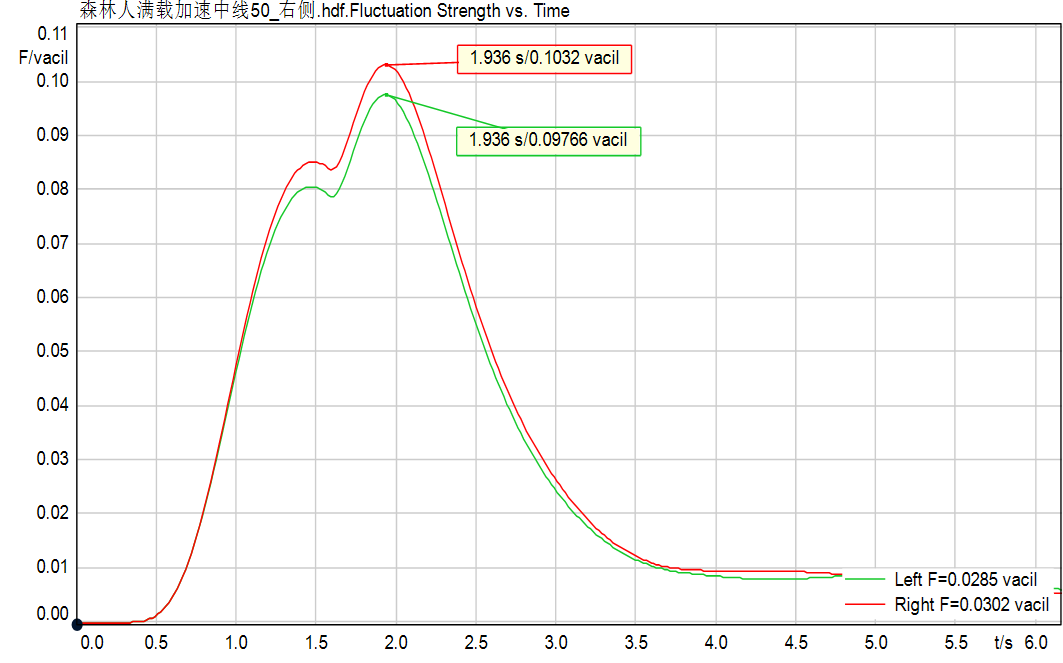 森林人满载加速中线50_右侧.hdf.Fluctuation Strength vs. Time
0.11
F/vacil
0.10
0.09
0.08
0.07
0.06
0.05
0.04
0.03
0.02
0.01
0.00
1.936 s/0.1032 vacil
1.936 s/0.09766 vacil
Left F=0.0285 vacil
Right F=0.0302 vacil
0.0 0.5 1.0 1.5 2.0 2.5 3.0 3.5 4.0 4.5 5.0 5.5 t/s 6.0